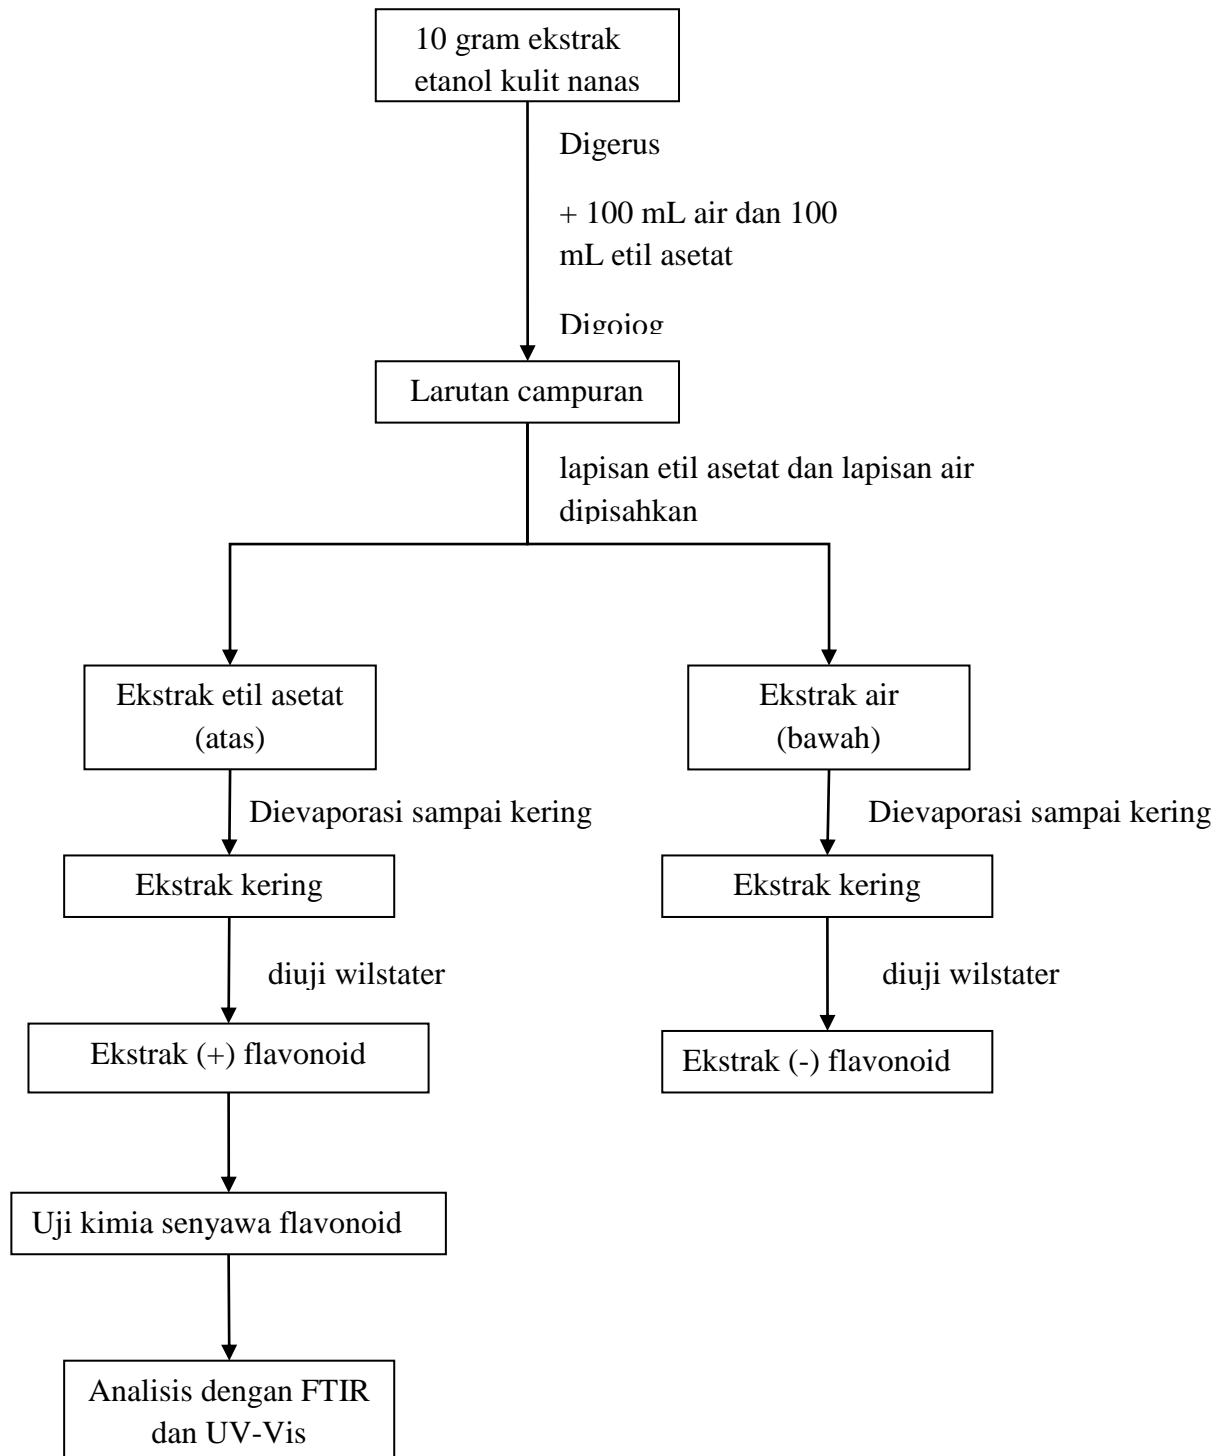 10 gram ekstrak
etanol kulit nanas
Digerus
+ 100 mL air dan 100
mL etil asetat
Digojog
Larutan campuran
lapisan etil asetat dan lapisan air
dipisahkan
Ekstrak etil asetat
(atas)
Ekstrak air
(bawah)
Dievaporasi sampai kering
Dievaporasi sampai kering
Ekstrak kering
Ekstrak kering
diuji wilstater
diuji wilstater
Ekstrak (+) flavonoid
Ekstrak (-) flavonoid
Uji kimia senyawa flavonoid
Analisis dengan FTIR
dan UV-Vis